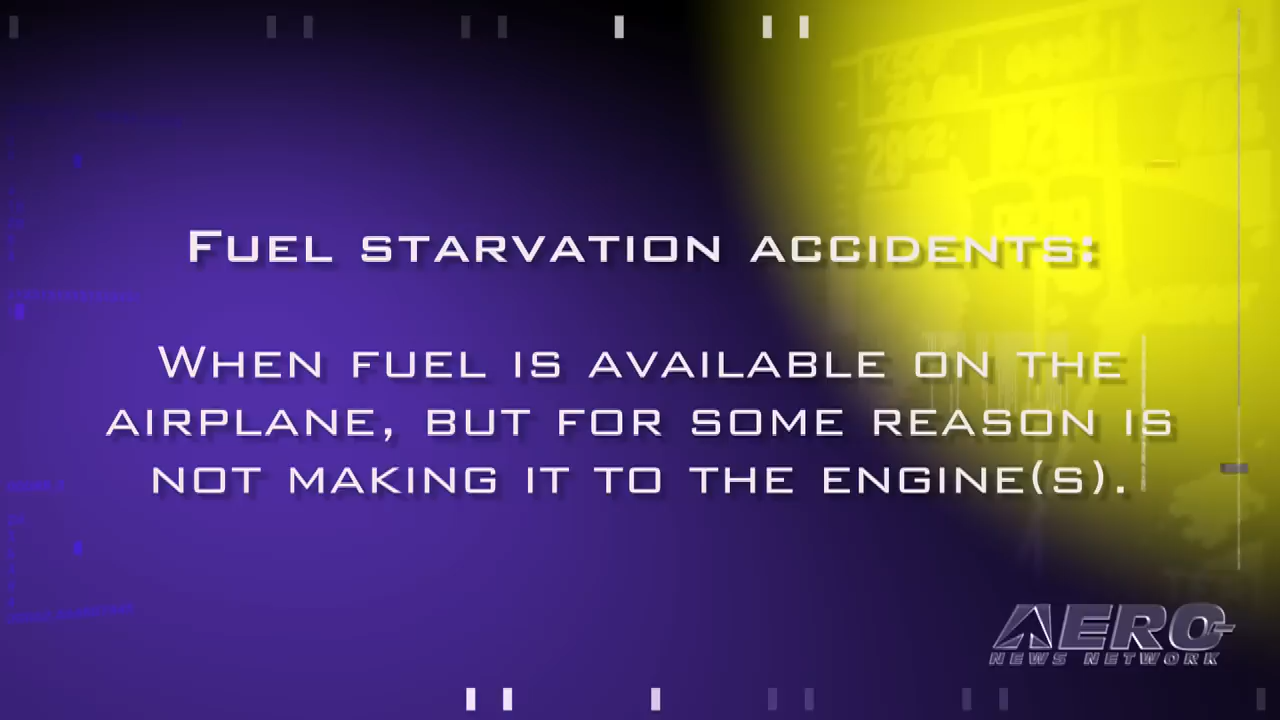 Fuel starvation accidents:
When fuel is available on the
airplane, but for some reason is
not making it to the engine(s).
AERO
NEWS NETWORK